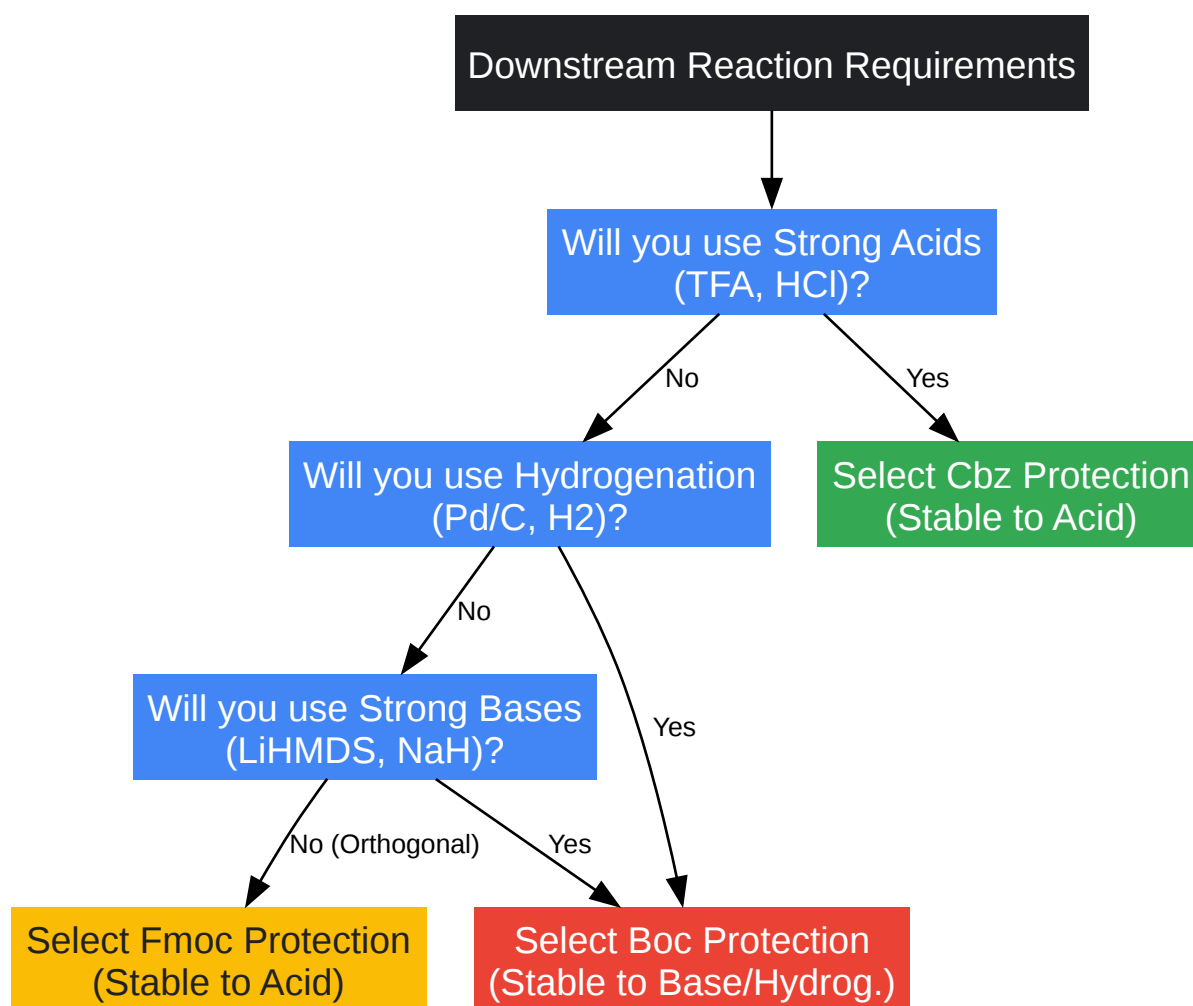 Downstream Reaction Requirements
Will you use Strong Acids
(TFA, HCl)?
No
Yes
Will you use Hydrogenation
(Pd/C, H2)?
Select Cbz Protection
(Stable to Acid)
No
Yes
Will you use Strong Bases
(LiHMDS, NaH)?
No (Orthogonal)
Yes
Select Fmoc Protection
(Stable to Acid)
Select Boc Protection
(Stable to Base/Hydrog.)